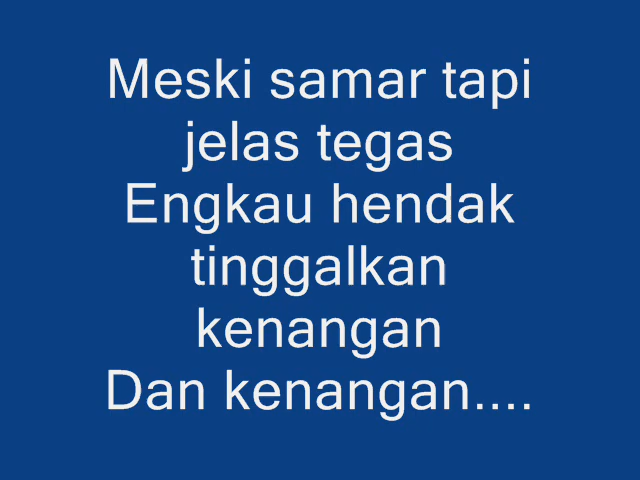 Meski samar tapi
jelas tegas
Engkau hendak
tinggalkan
kenangan
Dan kenangan....